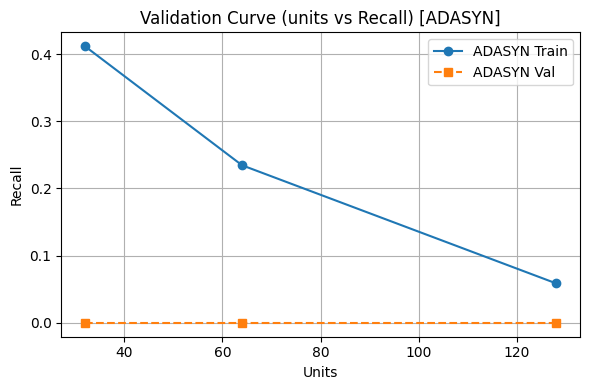 Validation Curve (units vs Recall) [ADASYN]
ADASYN Train
ADASYN Val
Recall
0.4
0.3
0.2
0.1
0.0
40 60 80 100 120
Units